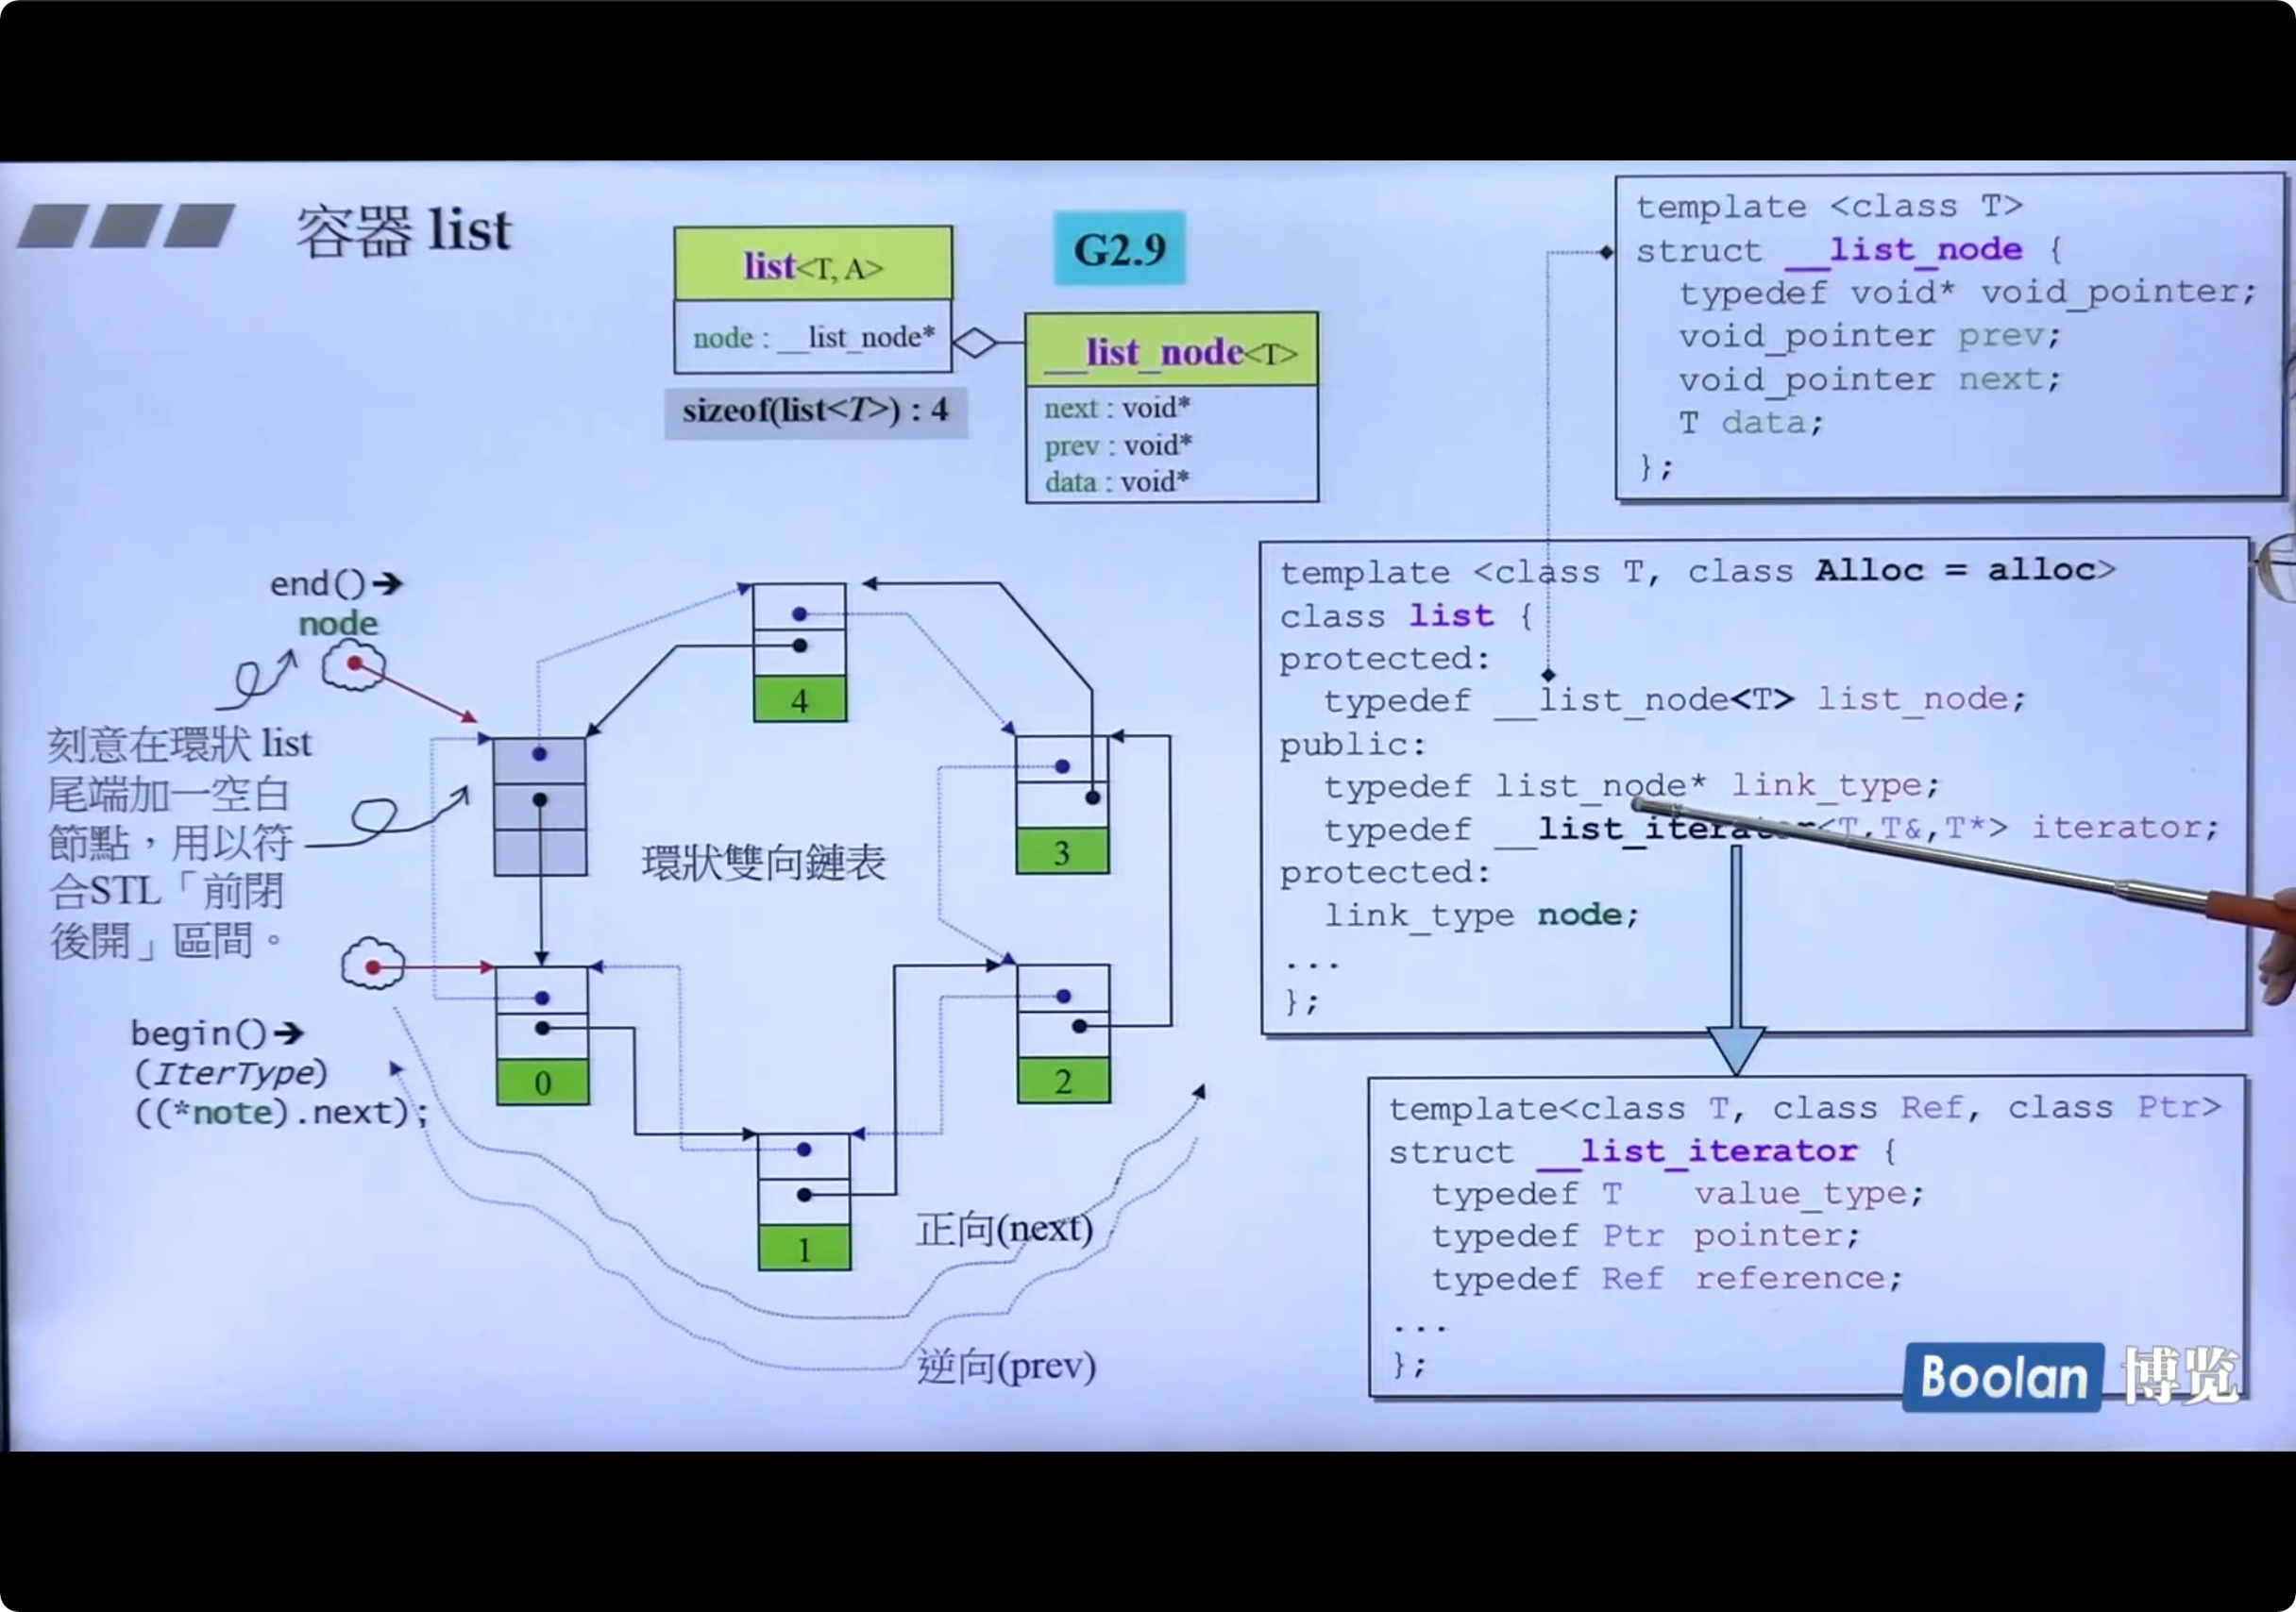 容器 list
list<T, A>
node : __list_node*
sizeof(list<T>) : 4
G2.9
__list_node<T>
next : void*
prev : void*
data : void*
template <class T>
struct __list_node {
typedef void* void_pointer;
void_pointer prev;
void_pointer next;
T data;
};
end()➔
node
刻意在環狀 list
尾端加一空白
節點，用以符
合STL「前閉
後開」區間。
begin()➔
(IterType)
((*note).next);
4
3
環狀雙向鏈表
0
2
1
正向(next)
逆向(prev)
template <class T, class Alloc = alloc>
class list {
protected:
typedef __list_node<T> list_node;
public:
typedef list_node* link_type;
typedef __list_iterator<T,T&,T*> iterator;
protected:
link_type node;
...
};
template<class T, class Ref, class Ptr>
struct __list_iterator {
typedef T value_type;
typedef Ptr pointer;
typedef Ref reference;
...
};
Boolan 博览